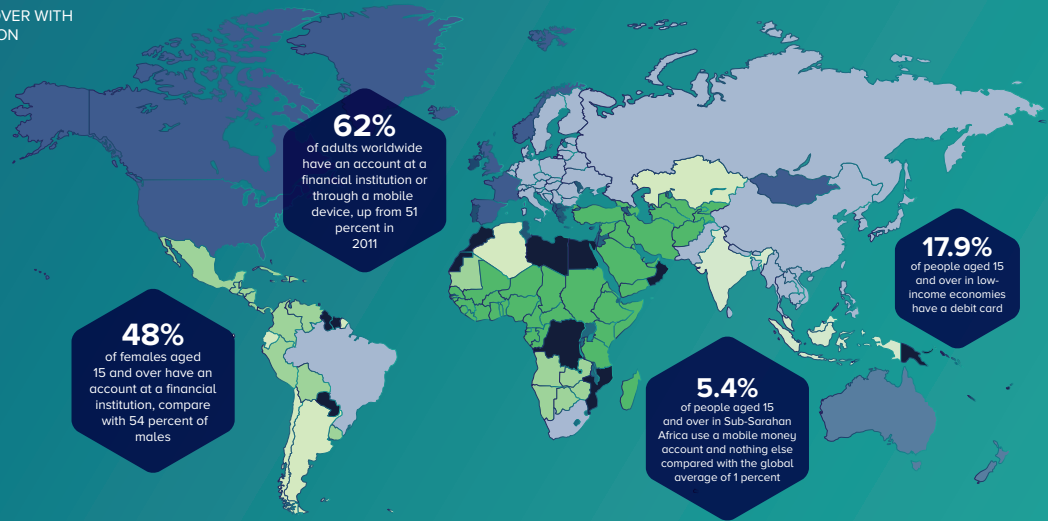 OVER WITH
ON
62%
of adults worldwide
have an account at a
financial institution or
through a mobile
device, up from 51
percent in
2011
17.9%
of people aged 15
and over in low-
income economies
have a debit card
48%
of females aged
15 and over have an
account at a financial
institution, compare
with 54 percent of
males
5.4%
of people aged 15
and over in Sub-Sarahan
Africa use a mobile money
account and nothing else
compared with the global
average of 1 percent